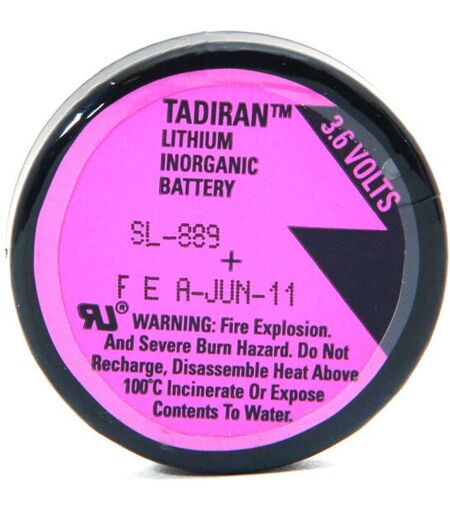 TADIRAN™
LITHIUM
INORGANIC
BATTERY
3.6 VOLTS
SL-889
+
F E A-JUN-11
RU®
WARNING: Fire Explosion.
And Severe Burn Hazard. Do Not
Recharge, Disassemble Heat Above
100°C Incinerate Or Expose
Contents To Water.